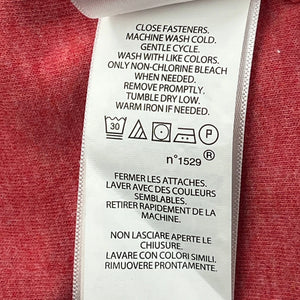 CLOSE FASTENERS.
MACHINE WASH COLD.
GENTLE CYCLE.
WASH WITH LIKE COLORS.
ONLY NON-CHLORINE BLEACH
WHEN NEEDED.
REMOVE PROMPTLY.
TUMBLE DRY LOW.
WARM IRON IF NEEDED.
30 P
n°1529®
FERMER LES ATTACHES.
LAVER AVEC DES COULEURS
SEMBLABLES.
RETIRER RAPIDEMENT DE LA
MACHINE.
NON LASCIARE APERTE LE
CHIUSURE.
LAVARE CON COLORI SIMILI.
RIMUOVERE PRONTAMENTE.